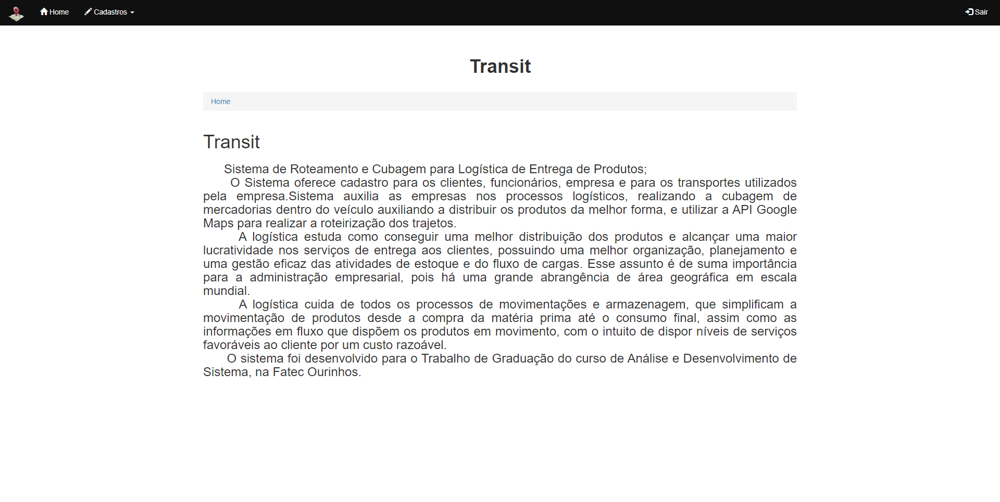 Home
Cadastros
Sair
Transit
Home
Transit
Sistema de Roteamento e Cubagem para Logística de Entrega de Produtos;
O Sistema oferece cadastro para os clientes, funcionários, empresa e para os transportes utilizados
pela empresa.Sistema auxilia as empresas nos processos logísticos, realizando a cubagem de
mercadorias dentro do veículo auxiliando a distribuir os produtos da melhor forma, e utilizar a API Google
Maps para realizar a roteirização dos trajetos.
A logística estuda como conseguir uma melhor distribuição dos produtos e alcançar uma maior
lucratividade nos serviços de entrega aos clientes, possuindo uma melhor organização, planejamento e
uma gestão eficaz das atividades de estoque e do fluxo de cargas. Esse assunto é de suma importância
para a administração empresarial, pois há uma grande abrangência de área geográfica em escala
mundial.
A logística cuida de todos os processos de movimentações e armazenagem, que simplificam a
movimentação de produtos desde a compra da matéria prima até o consumo final, assim como as
informações em fluxo que dispõem os produtos em movimento, com o intuito de dispor níveis de serviços
favoráveis ao cliente por um custo razoável.
O sistema foi desenvolvido para o Trabalho de Graduação do curso de Análise e Desenvolvimento de
Sistema, na Fatec Ourinhos.